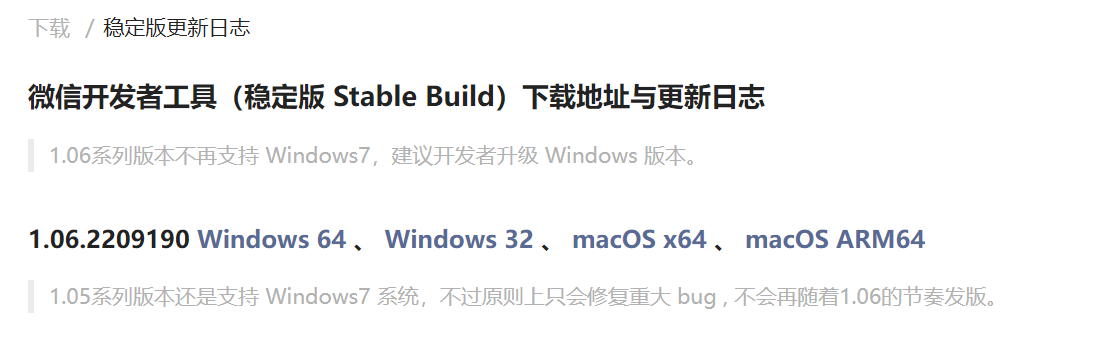 下载 / 稳定版更新日志
微信开发者工具（稳定版 Stable Build）下载地址与更新日志
1.06系列版本不再支持 Windows7，建议开发者升级 Windows 版本。
1.06.2209190 Windows 64 、 Windows 32 、 macOS x64 、 macOS ARM64
1.05系列版本还是支持 Windows7 系统，不过原则上只会修复重大 bug , 不会再随着1.06的节奏发版。